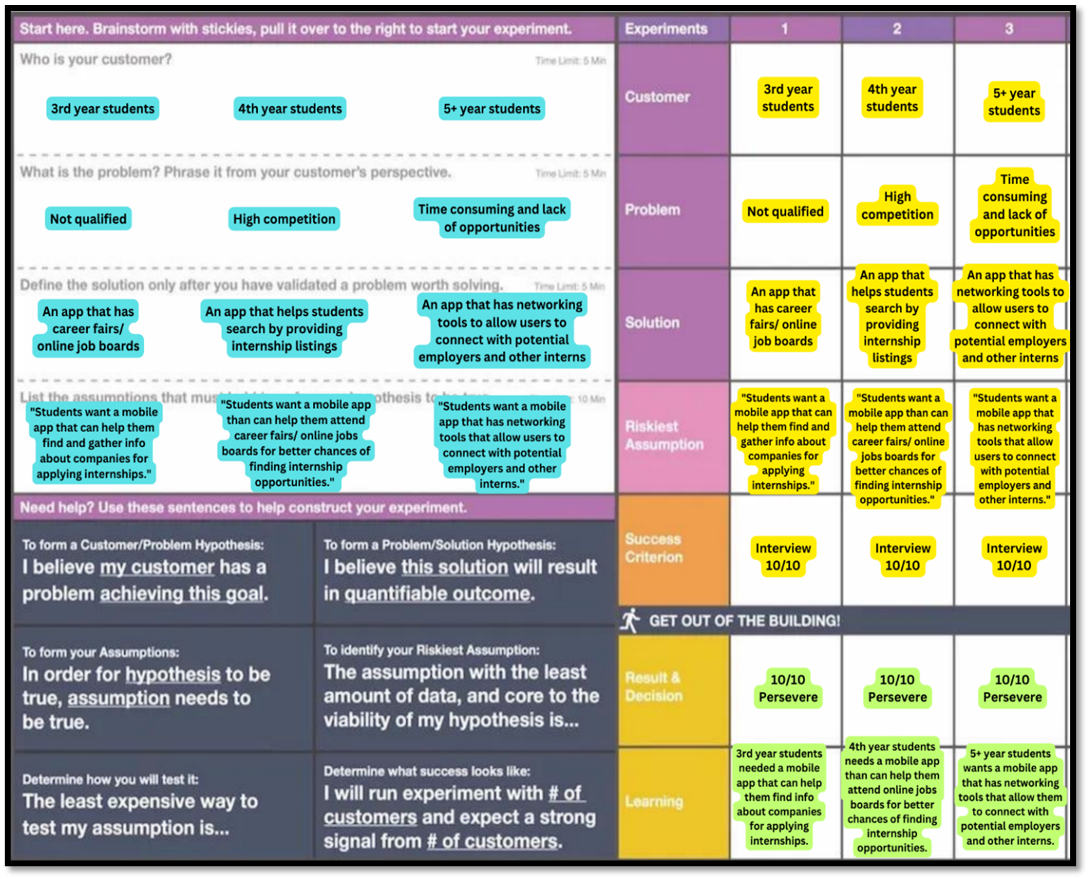 Start here. Brainstorm with stickies, pull it over to the right to start your experiment.
Who is your customer?
Time Limit: 5 Min
3rd year students
4th year students
5+ year students
What is the problem? Phrase it from your customer's perspective.
Time Limit: 5 Min
Not qualified
High competition
Time consuming and lack
of opportunities
Define the solution only after you have validated a problem worth solving.
Time Limit: 5 Min
An app that has
career fairs/
online job boards
An app that helps students
search by providing
internship listings
An app that has networking
tools to allow users to
connect with potential
employers and other interns
List the assumptions that must
othesis to
: 10 Min
"Students want a mobile
app that can help them
find and gather info
about companies for
applying internships."
"Students want a mobile app
than can help them attend
career fairs/ online jobs
boards for better chances of
finding internship
opportunities."
"Students want a mobile
app that has networking
tools that allow users to
connect with potential
employers and other
interns."
Need help? Use these sentences to help construct your experiment.
To form a Customer/Problem Hypothesis:
I believe my customer has a
problem achieving this goal.
To form a Problem/Solution Hypothesis:
I believe this solution will result
in quantifiable outcome.
To form your Assumptions:
In order for hypothesis to be
true, assumption needs to
be true.
To identify your Riskiest Assumption:
The assumption with the least
amount of data, and core to the
viability of my hypothesis is...
Determine how you will test it:
The least expensive way to
test my assumption is...
Determine what success looks like:
I will run experiment with # of
customers and expect a strong
signal from # of customers.
Experiments
1
2
3
Customer
3rd year
students
4th year
students
5+ year
students
Problem
Not qualified
High
competition
Time
consuming
and lack of
opportunities
Solution
An app that
has career
fairs/ online
job boards
An app that
helps students
search by
providing
internship
listings
An app that has
networking tools to
allow users to
connect with
potential employers
and other interns
Riskiest
Assumption
"Students want a
mobile app that can
help them find and
gather info about
companies for
applying
internships."
"Students want a
mobile app than can
help them attend
career fairs/ online
jobs boards for
better chances of
finding internship
opportunities."
"Students want a
mobile app that
has networking
tools that allow
users to connect
with potential
employers and
other interns."
Success
Criterion
Interview
10/10
Interview
10/10
Interview
10/10
GET OUT OF THE BUILDING!
Result &
Decision
10/10
Persevere
10/10
Persevere
10/10
Persevere
Learning
3rd year students
needed a mobile
app that can help
them find info
about companies
for applying
internships.
4th year students
needs a mobile app
than can help them
attend online jobs
boards for better
chances of finding
internship
opportunities.
5+ year students
wants a mobile app
that has networking
tools that allow them
to connect with
potential employers
and other interns.